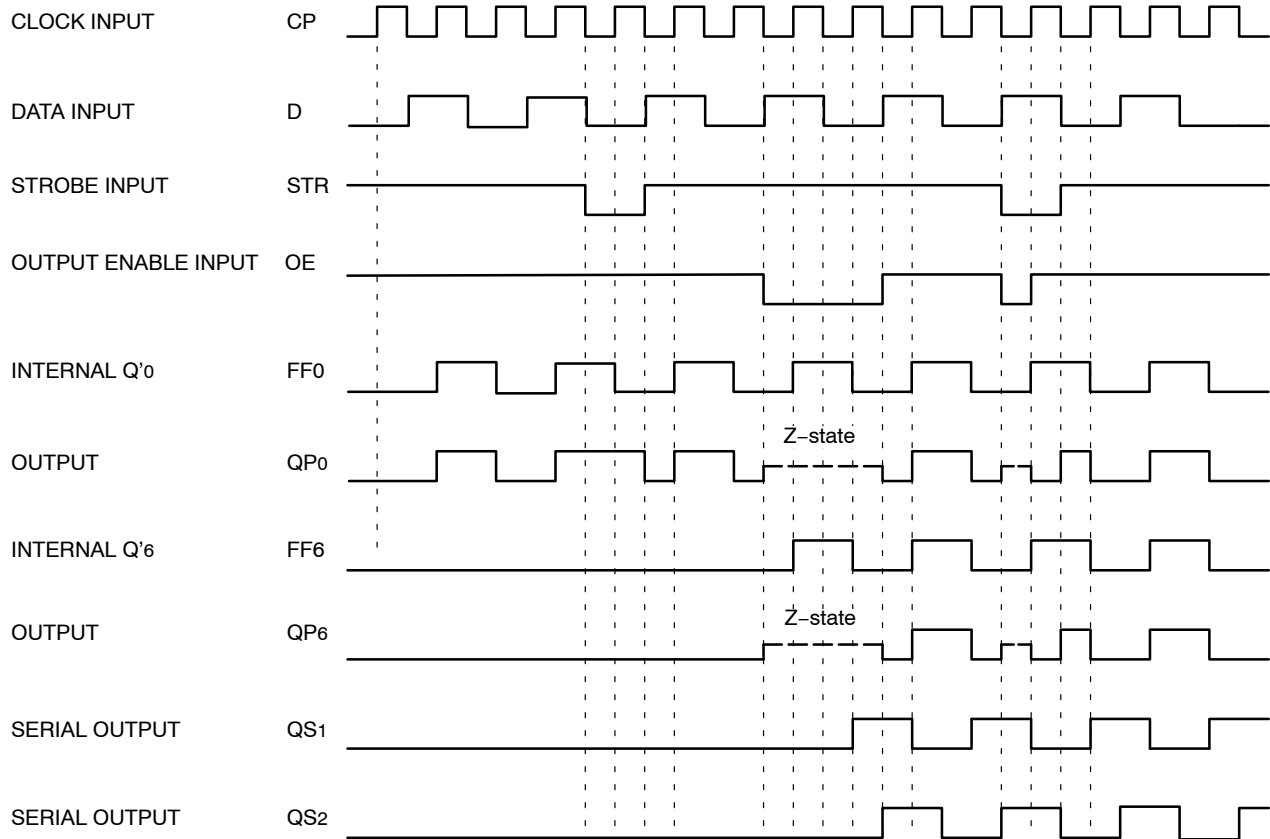 CLOCK INPUT CP
DATA INPUT D
STROBE INPUT STR
OUTPUT ENABLE INPUT OE
INTERNAL Q'0 FF0
Z−state
OUTPUT QP0
INTERNAL Q'6 FF6
Z−state
OUTPUT QP6
SERIAL OUTPUT QS1
SERIAL OUTPUT QS2